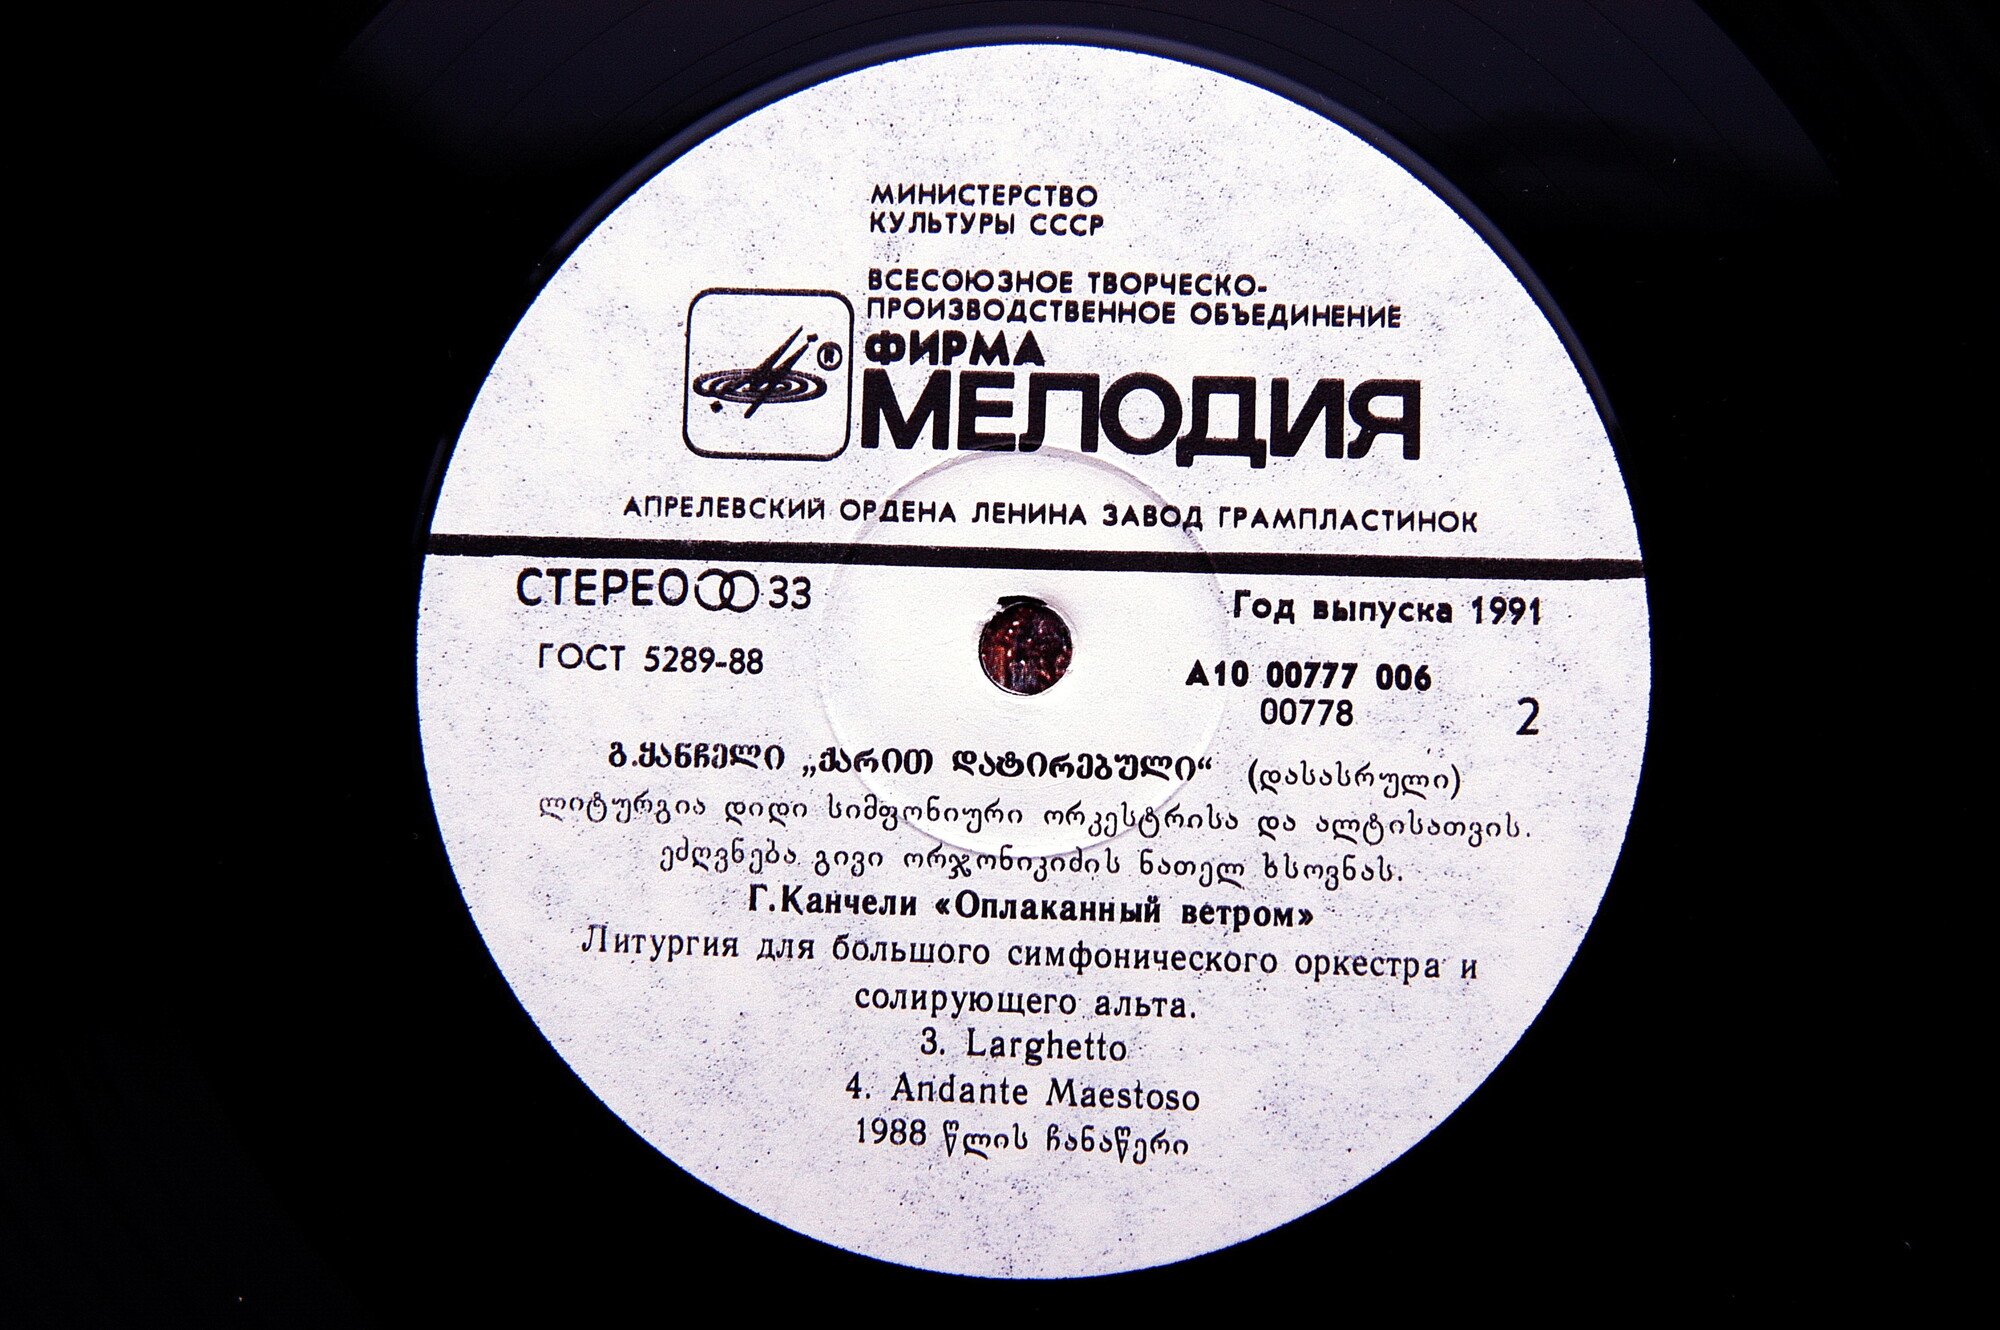 МИНИСТЕРСТВО
КУЛЬТУРЫ СССР
ВСЕСОЮЗНОЕ ТВОРЧЕСКО-
ПРОИЗВОДСТВЕННОЕ ОБЪЕДИНЕНИЕ
ФИРМА
®
МЕЛОДИЯ
АПРЕЛЕВСКИЙ ОРДЕНА ЛЕНИНА ЗАВОД ГРАМПЛАСТИНОК
СТЕРЕО 33
Год выпуска 1991
ГОСТ 5289-88
А10 00777 006
00778
2
გ.ყანჩელი „ქარით დატირებული“ (დასასრული)
ლიტურგია დიდი სიმფონიური ორკესტრისა და ალტისათვის.
ეძღვნება გივი ორჯონიკიძის ნათელ ხსოვნას.
Г.Канчели «Оплаканный ветром»
Литургия для большого симфонического оркестра и
солирующего альта.
3. Larghetto
4. Andante Maestoso
1988 წლის ჩანაწერი